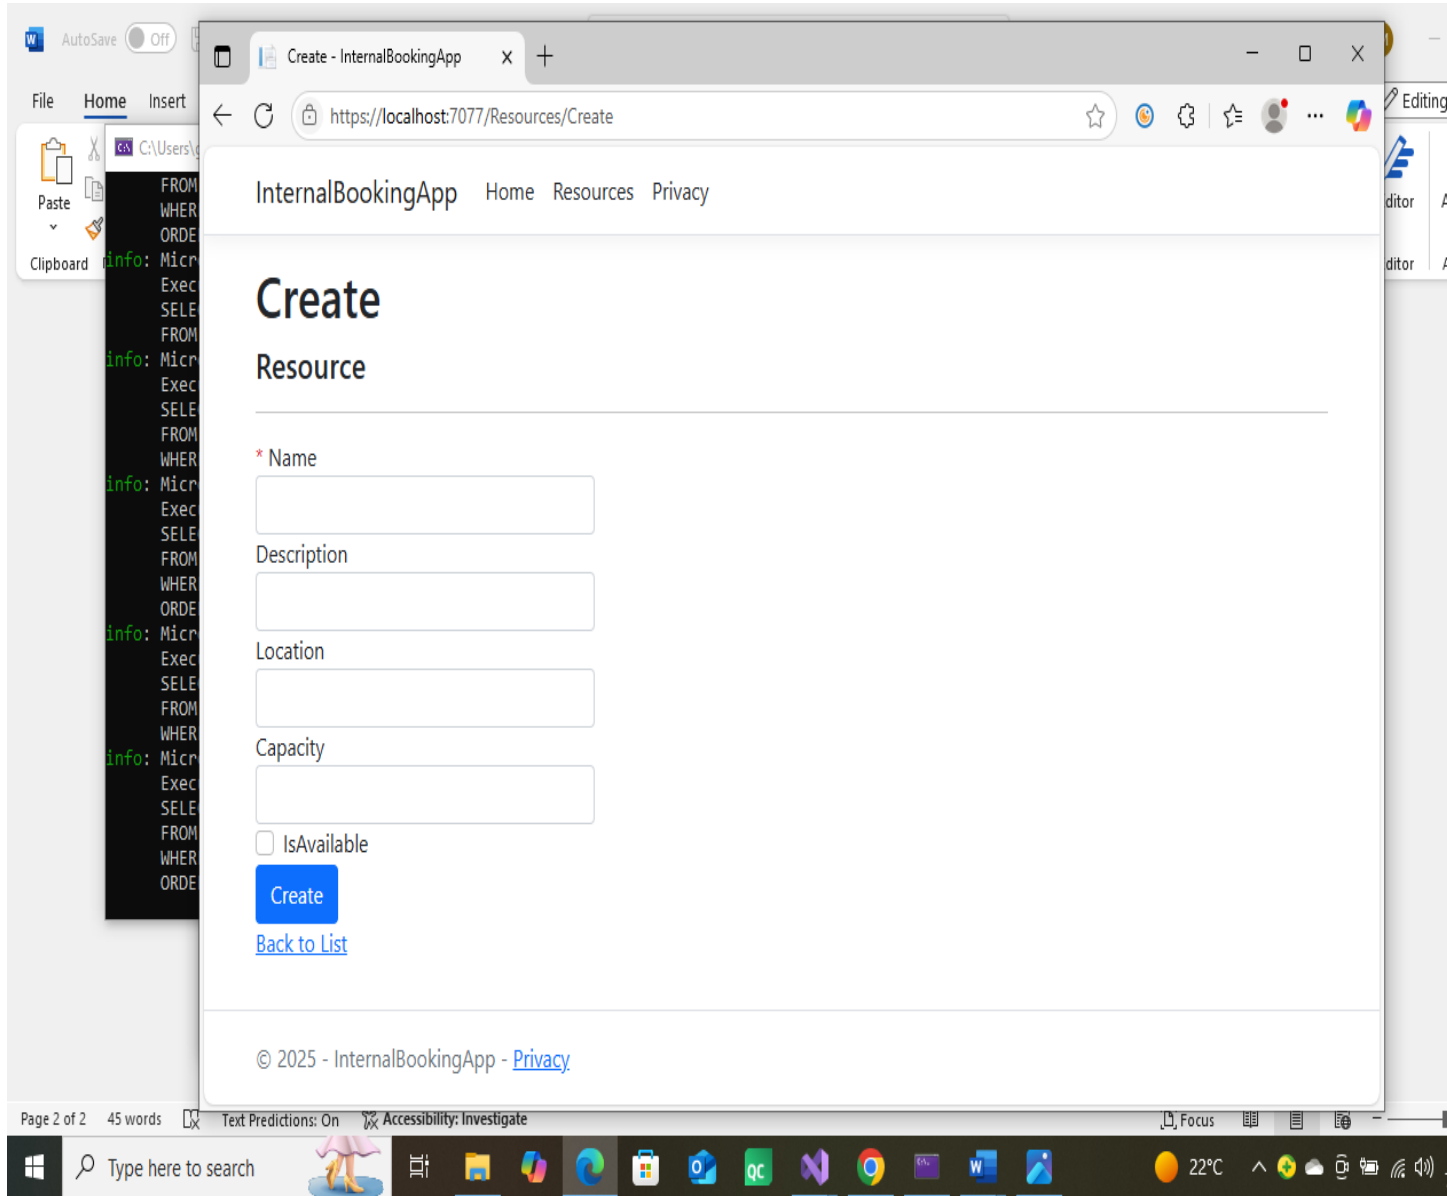 AutoSave Off
File Home Insert
Paste
Clipboard
C:\Users\g
FROM
WHER
ORDE
info: Micr
Exec
SELE
FROM
info: Micr
Exec
SELE
FROM
WHER
info: Micr
Exec
SELE
FROM
WHER
ORDE
info: Micr
Exec
SELE
FROM
WHER
info: Micr
Exec
SELE
FROM
WHER
ORDE
Create - InternalBookingApp
https://localhost:7077/Resources/Create
InternalBookingApp Home Resources Privacy
Create
Resource
* Name
Description
Location
Capacity
IsAvailable
Create
Back to List
© 2025 - InternalBookingApp - Privacy
Editing
ditor
ditor
Page 2 of 2 45 words Text Predictions: On Accessibility: Investigate Focus
Type here to search
qc
22°C